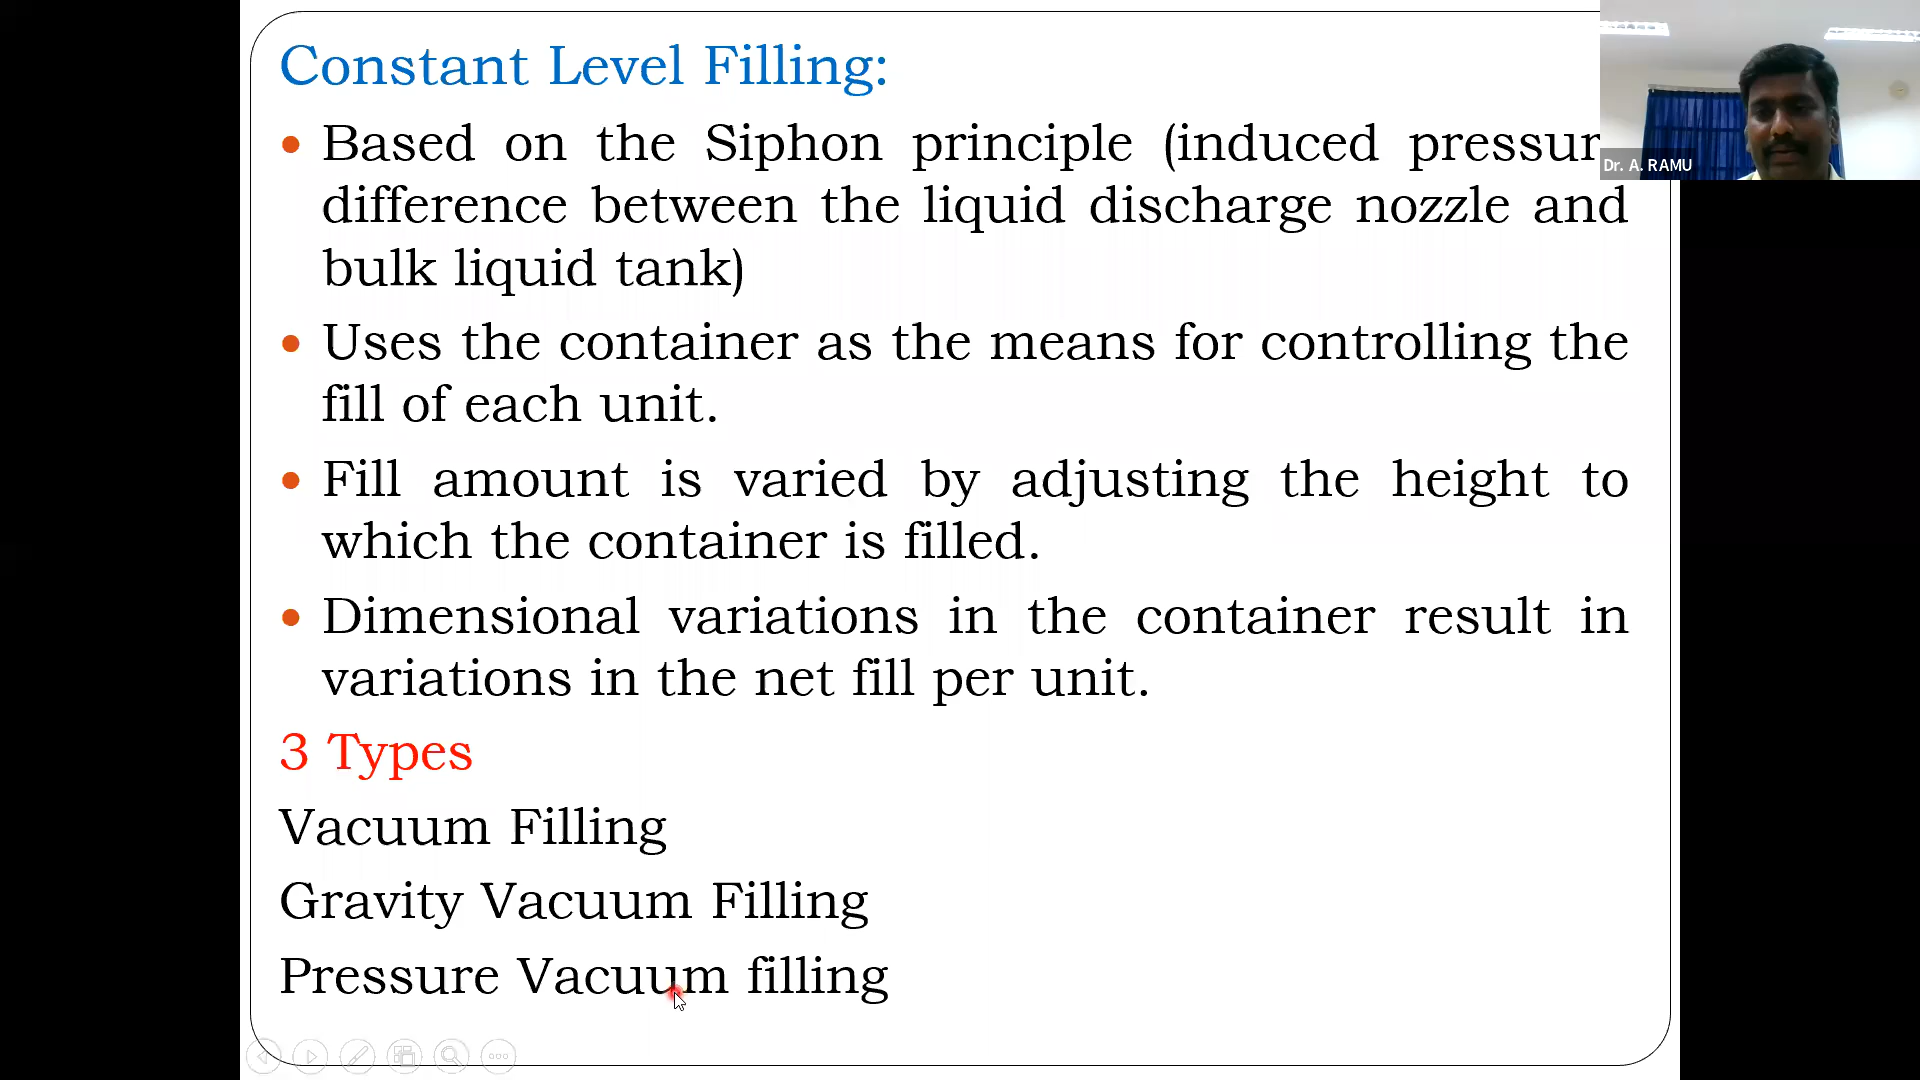 Constant Level Filling:
• Based on the Siphon principle (induced pressur
difference between the liquid discharge nozzle and
bulk liquid tank)
• Uses the container as the means for controlling the
fill of each unit.
• Fill amount is varied by adjusting the height to
which the container is filled.
• Dimensional variations in the container result in
variations in the net fill per unit.
3 Types
Vacuum Filling
Gravity Vacuum Filling
Pressure Vacuum filling
Dr. A. RAMU